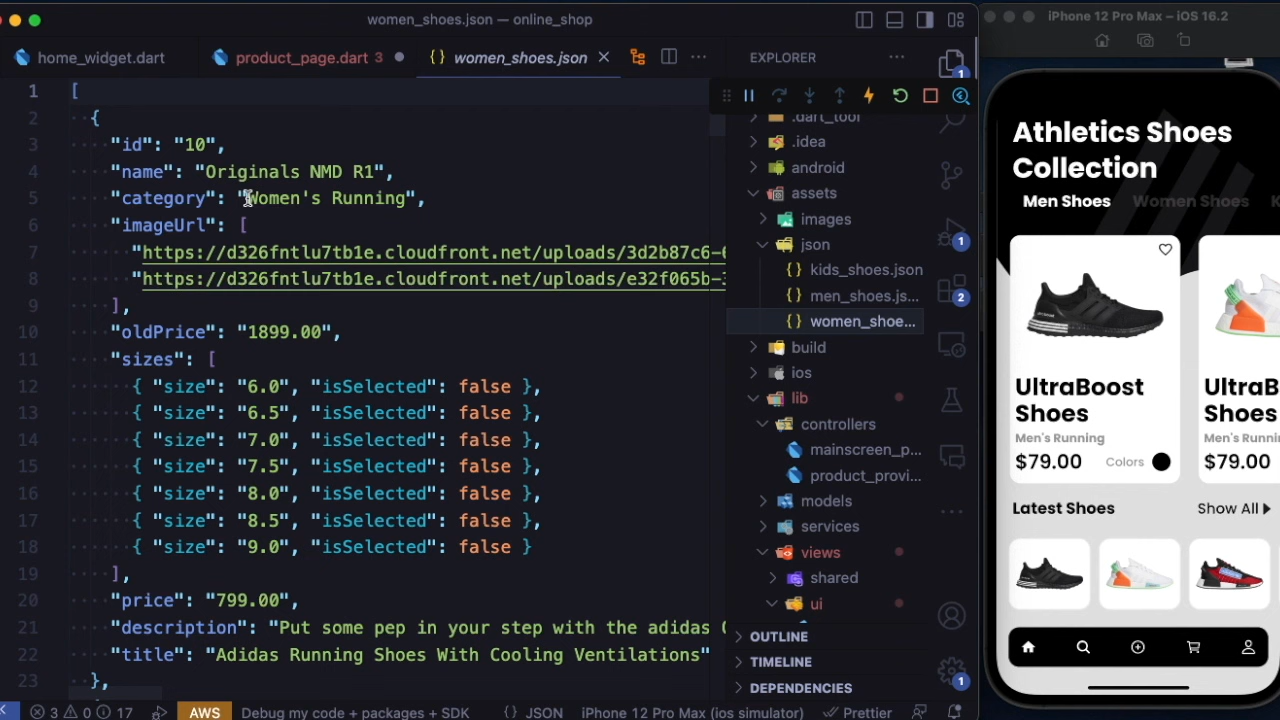 women_shoes.json — online_shop
home_widget.dart
product_page.dart 3
women_shoes.json
EXPLORER
1 [
2 {
3 "id": "10",
4 "name": "Originals NMD R1",
5 "category": "Women's Running",
6 "imageUrl": [
7 "https://d326fntlu7tb1e.cloudfront.net/uploads/3d2b87c6-
8 "https://d326fntlu7tb1e.cloudfront.net/uploads/e32f065b-
9 ],
10 "oldPrice": "1899.00",
11 "sizes": [
12 { "size": "6.0", "isSelected": false },
13 { "size": "6.5", "isSelected": false },
14 { "size": "7.0", "isSelected": false },
15 { "size": "7.5", "isSelected": false },
16 { "size": "8.0", "isSelected": false },
17 { "size": "8.5", "isSelected": false },
18 { "size": "9.0", "isSelected": false }
19 ],
20 "price": "799.00",
21 "description": "Put some pep in your step with the adidas
22 "title": "Adidas Running Shoes With Cooling Ventilations"
23 },
.dart_tool
.idea
android
assets
images
json
kids_shoes.json
men_shoes.js...
women_shoe...
build
ios
lib
controllers
mainscreen_p...
product_provi...
models
services
views
shared
ui
OUTLINE
TIMELINE
DEPENDENCIES
1
1
2
1
3 0 17
AWS
Debug my code + packages + SDK
{} JSON
iPhone 12 Pro Max (ios simulator)
Prettier
iPhone 12 Pro Max – iOS 16.2
Athletics Shoes
Collection
Men Shoes Women Shoes K
UltraBoost
Shoes
Men's Running
$79.00 Colors
UltraB
Shoes
Men's Runni
$79.00
Latest Shoes Show All